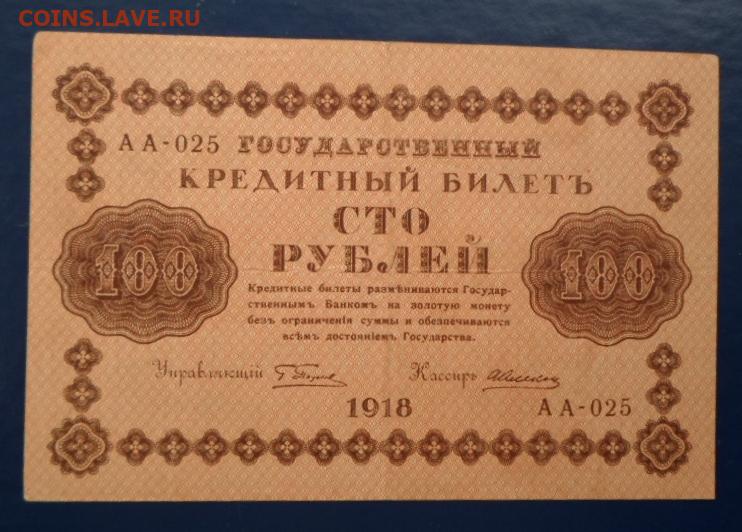 COINS.LAVE.RU
АА-025 ГОСУДАРСТВЕННЫЙ
КРЕДИТНЫЙ БИЛЕТЪ
СТО
РУБЛЕЙ
100
100
Кредитные билеты размѣниваются Государ-
ственнымъ Банкомъ на золотую монету
безъ ограниченія суммы и обезпечиваются
всѣмъ достояніемъ Государства.
Управляющій
Кассиръ
1918
АА-025